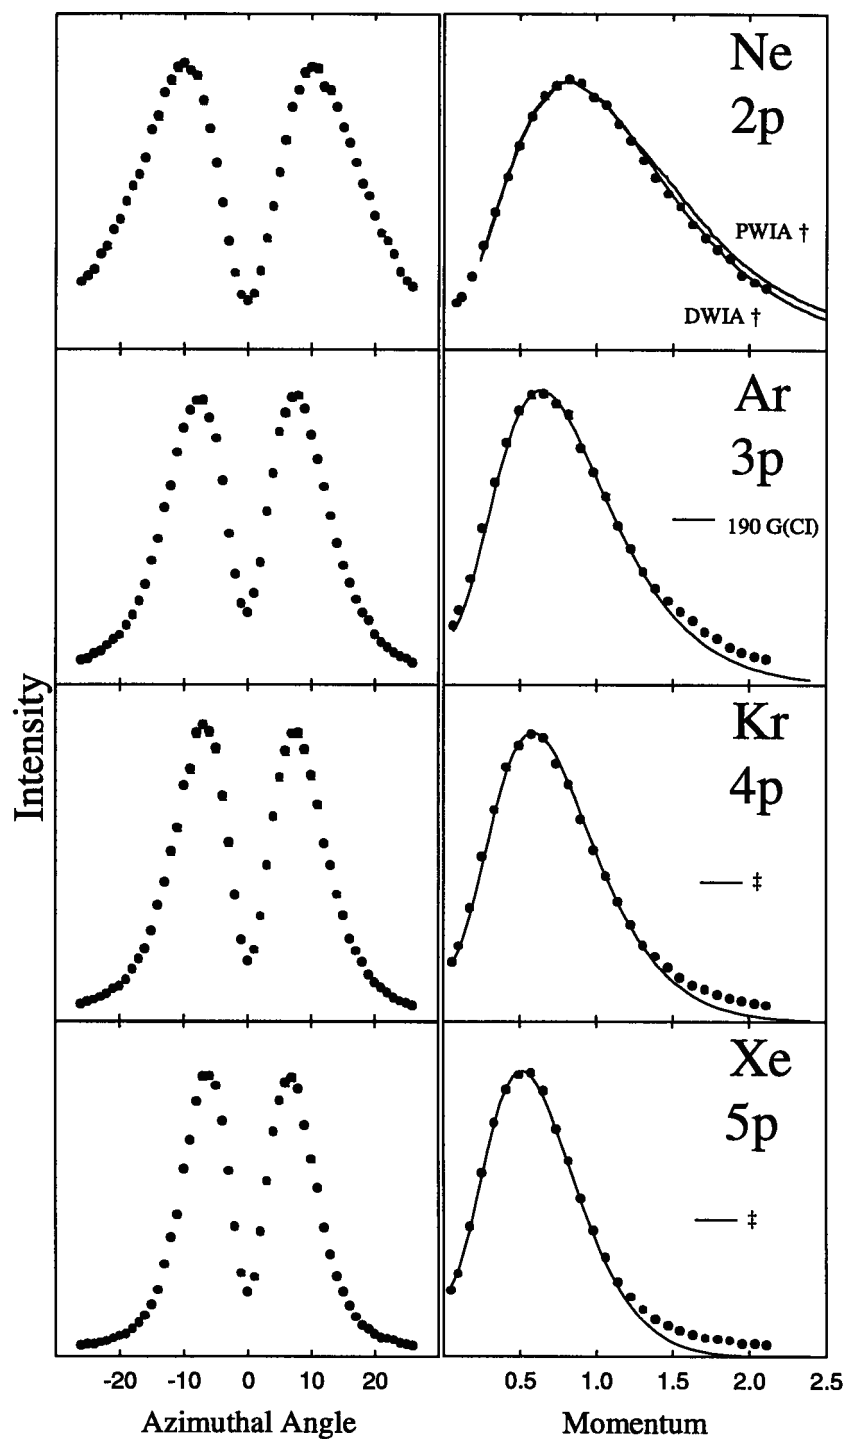 Ne
2p
PWIA †
DWIA †
Ar
3p
190 G(CI)
Kr
4p
‡
Xe
5p
‡
Intensity
-20 -10 0 10 20
0.5 1.0 1.5 2.0 2.5
Azimuthal Angle
Momentum